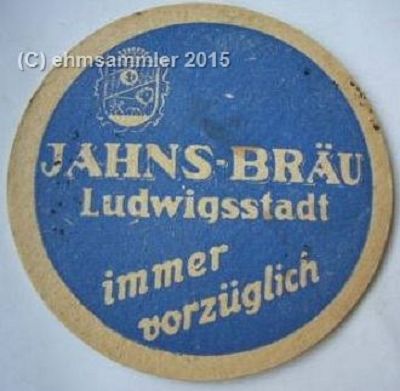 (C) ehmsammler 2015
JAHNS-BRÄU
Ludwigsstadt
immer
vorzüglich